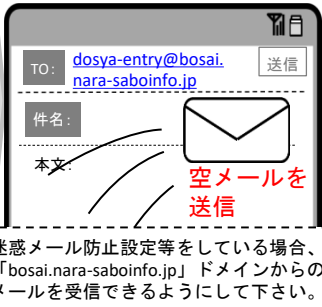 TO:
dosya-entry@bosai.
nara-saboinfo.jp
送信
件名:
本文:
空メールを
送信
迷惑メール防止設定等をしている場合、
「bosai.nara-saboinfo.jp」ドメインからの
メールを受信できるようにして下さい。